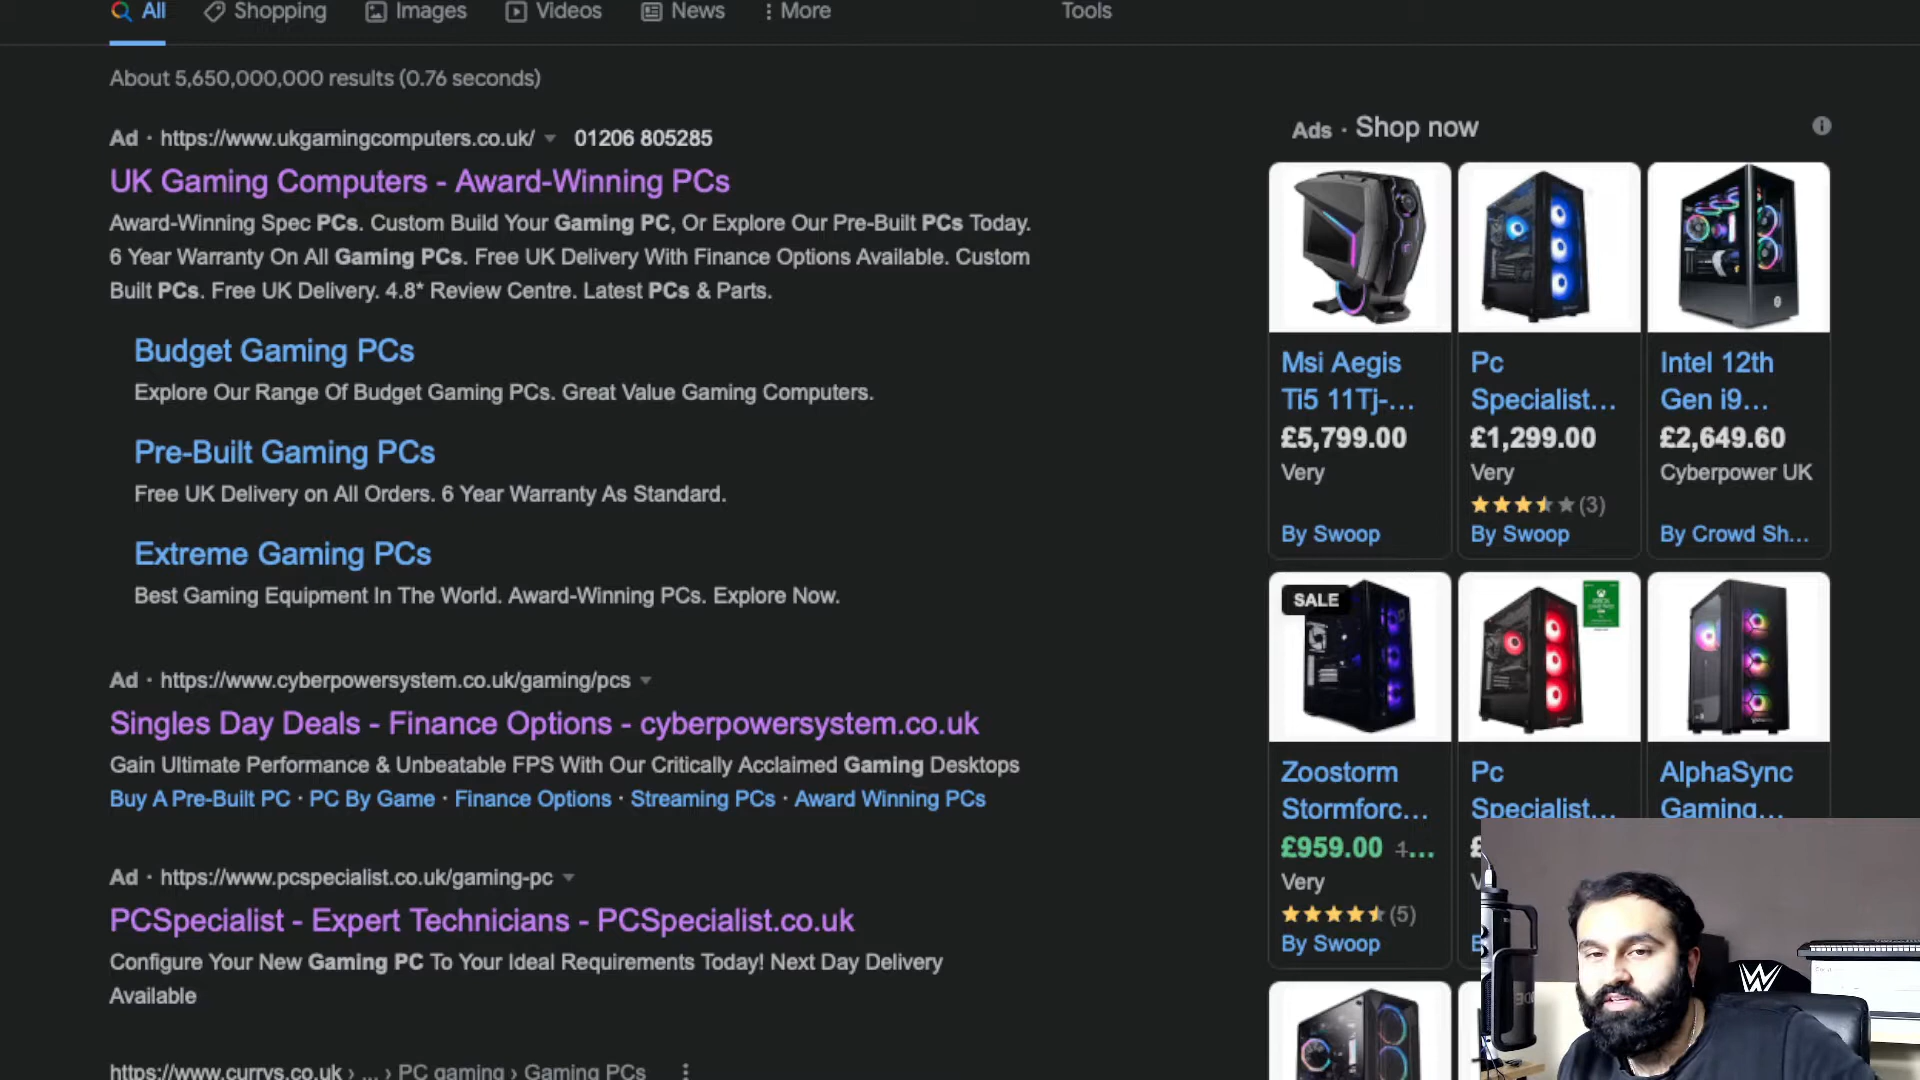 All Shopping Images Videos News More Tools
About 5,650,000,000 results (0.76 seconds)
Ad · https://www.ukgamingcomputers.co.uk/ 01206 805285
UK Gaming Computers - Award-Winning PCs
Award-Winning Spec PCs. Custom Build Your Gaming PC, Or Explore Our Pre-Built PCs Today.
6 Year Warranty On All Gaming PCs. Free UK Delivery With Finance Options Available. Custom
Built PCs. Free UK Delivery. 4.8* Review Centre. Latest PCs & Parts.
Budget Gaming PCs
Explore Our Range Of Budget Gaming PCs. Great Value Gaming Computers.
Pre-Built Gaming PCs
Free UK Delivery on All Orders. 6 Year Warranty As Standard.
Extreme Gaming PCs
Best Gaming Equipment In The World. Award-Winning PCs. Explore Now.
Ad · https://www.cyberpowersystem.co.uk/gaming/pcs
Singles Day Deals - Finance Options - cyberpowersystem.co.uk
Gain Ultimate Performance & Unbeatable FPS With Our Critically Acclaimed Gaming Desktops
Buy A Pre-Built PC · PC By Game · Finance Options · Streaming PCs · Award Winning PCs
Ad · https://www.pcspecialist.co.uk/gaming-pc
PCSpecialist - Expert Technicians - PCSpecialist.co.uk
Configure Your New Gaming PC To Your Ideal Requirements Today! Next Day Delivery
Available
https://www.currys.co.uk › ... › PC gaming › Gaming PCs
Ads · Shop now
Msi Aegis
Ti5 11Tj-...
£5,799.00
Very
By Swoop
Pc
Specialist...
£1,299.00
Very
(3)
By Swoop
Intel 12th
Gen i9...
£2,649.60
Cyberpower UK
By Crowd Sh...
SALE
Zoostorm
Stormforc...
£959.00
Very
(5)
By Swoop
Pc
Specialist...
AlphaSync
Gaming...
W